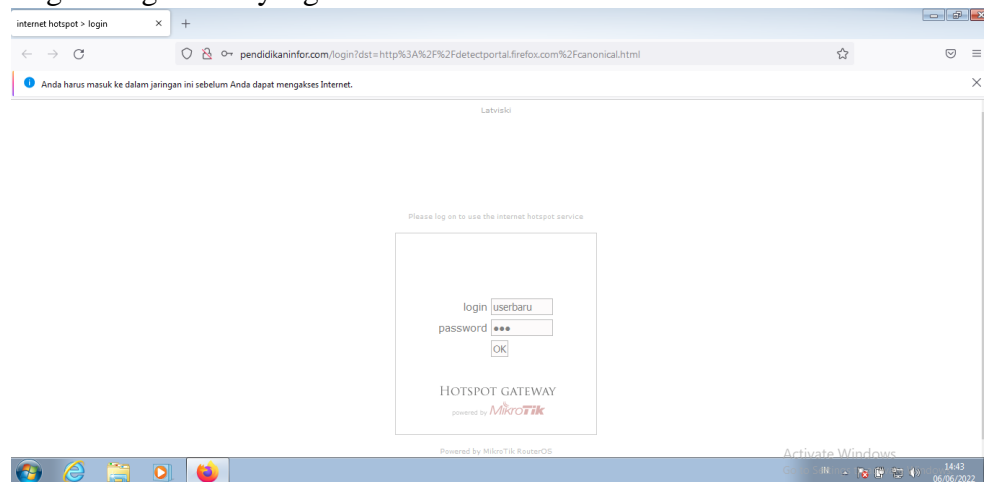 internet hotspot > login
pendidikaninfor.com/login?dst=http%3A%2F%2Fdetectportal.firefox.com%2Fcanonical.html
Anda harus masuk ke dalam jaringan ini sebelum Anda dapat mengakses Internet.
Latviski
Please log on to use the internet hotspot service
login userbaru
password
OK
HOTSPOT GATEWAY
powered by MikroTik
Powered by MikroTik RouterOS
Activate Windows
IN
14:43
06/06/2022